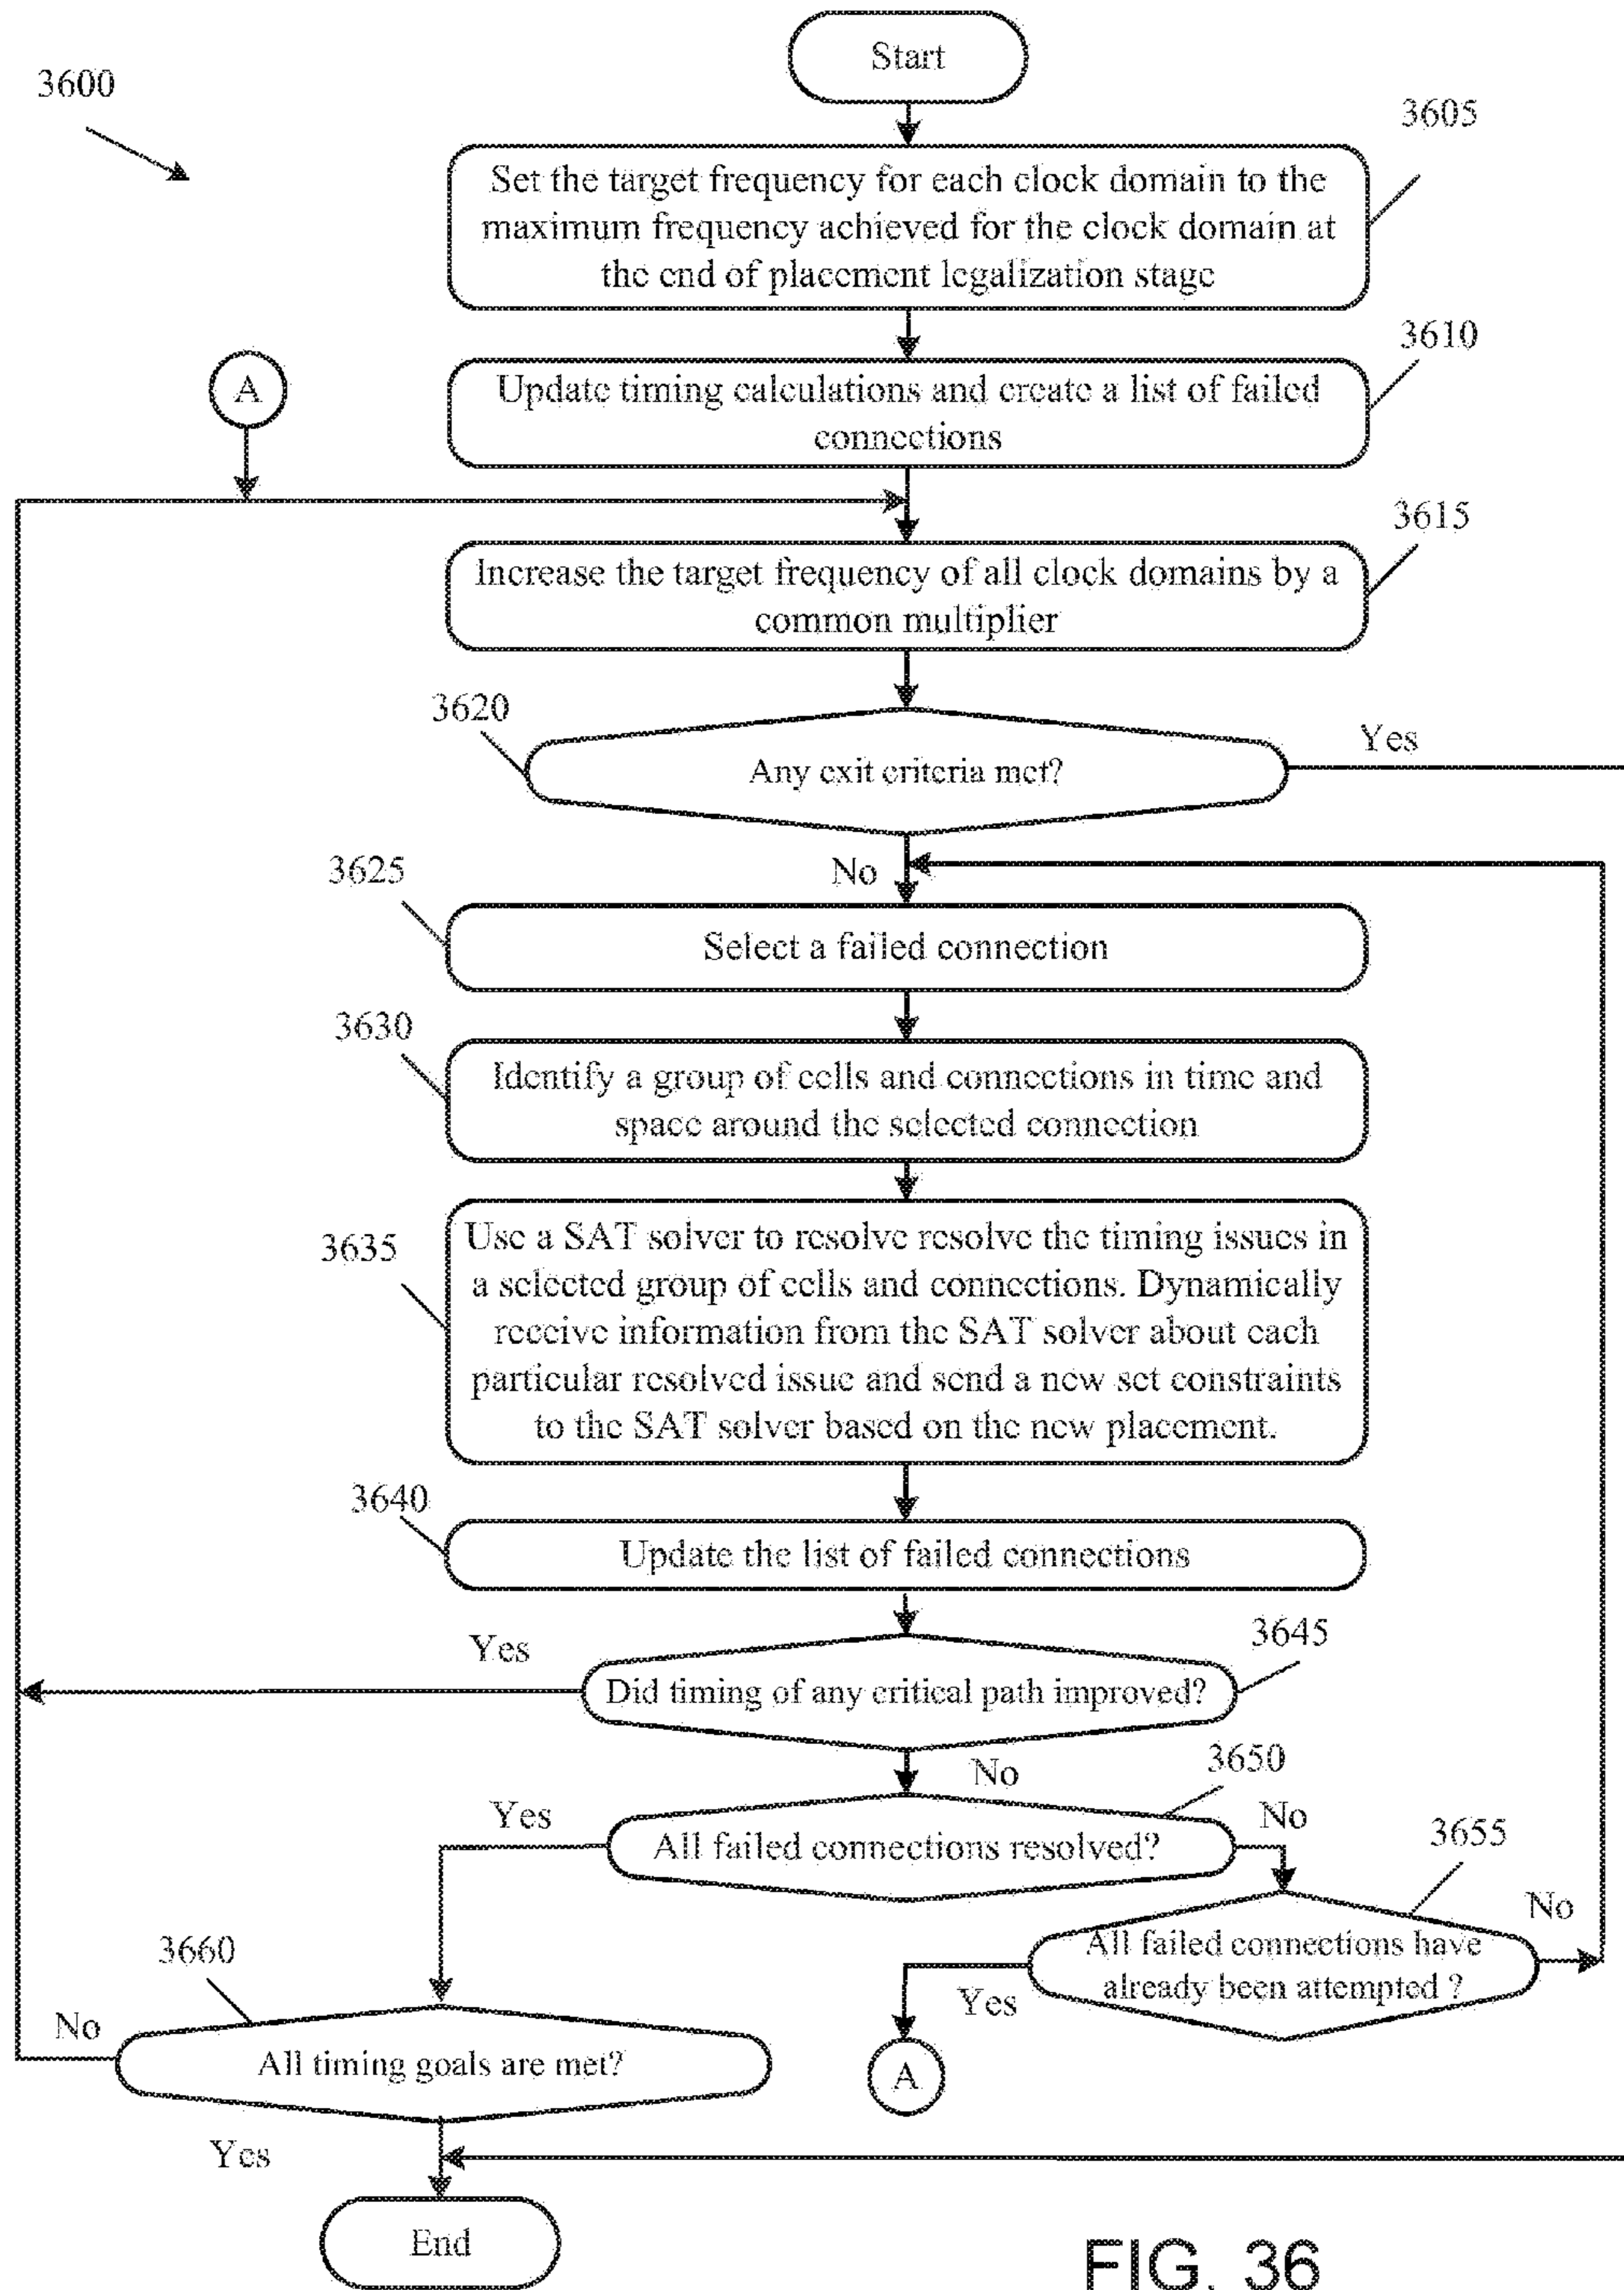 Start
3600
3605
Set the target frequency for each clock domain to the
maximum frequency achieved for the clock domain at
the end of placement legalization stage
3610
A
Update timing calculations and create a list of failed
connections
3615
Increase the target frequency of all clock domains by a
common multiplier
3620
Yes
Any exit criteria met?
3625
No
Select a failed connection
3630
Identify a group of cells and connections in time and
space around the selected connection
3635
Use a SAT solver to resolve resolve the timing issues in
a selected group of cells and connections. Dynamically
receive information from the SAT solver about each
particular resolved issue and send a new set constraints
to the SAT solver based on the new placement.
3640
Update the list of failed connections
Yes
3645
Did timing of any critical path improved?
No
3650
Yes
No
All failed connections resolved?
3655
No
3660
All failed connections have
already been attempted ?
Yes
No
All timing goals are met?
A
Yes
End
FIG. 36